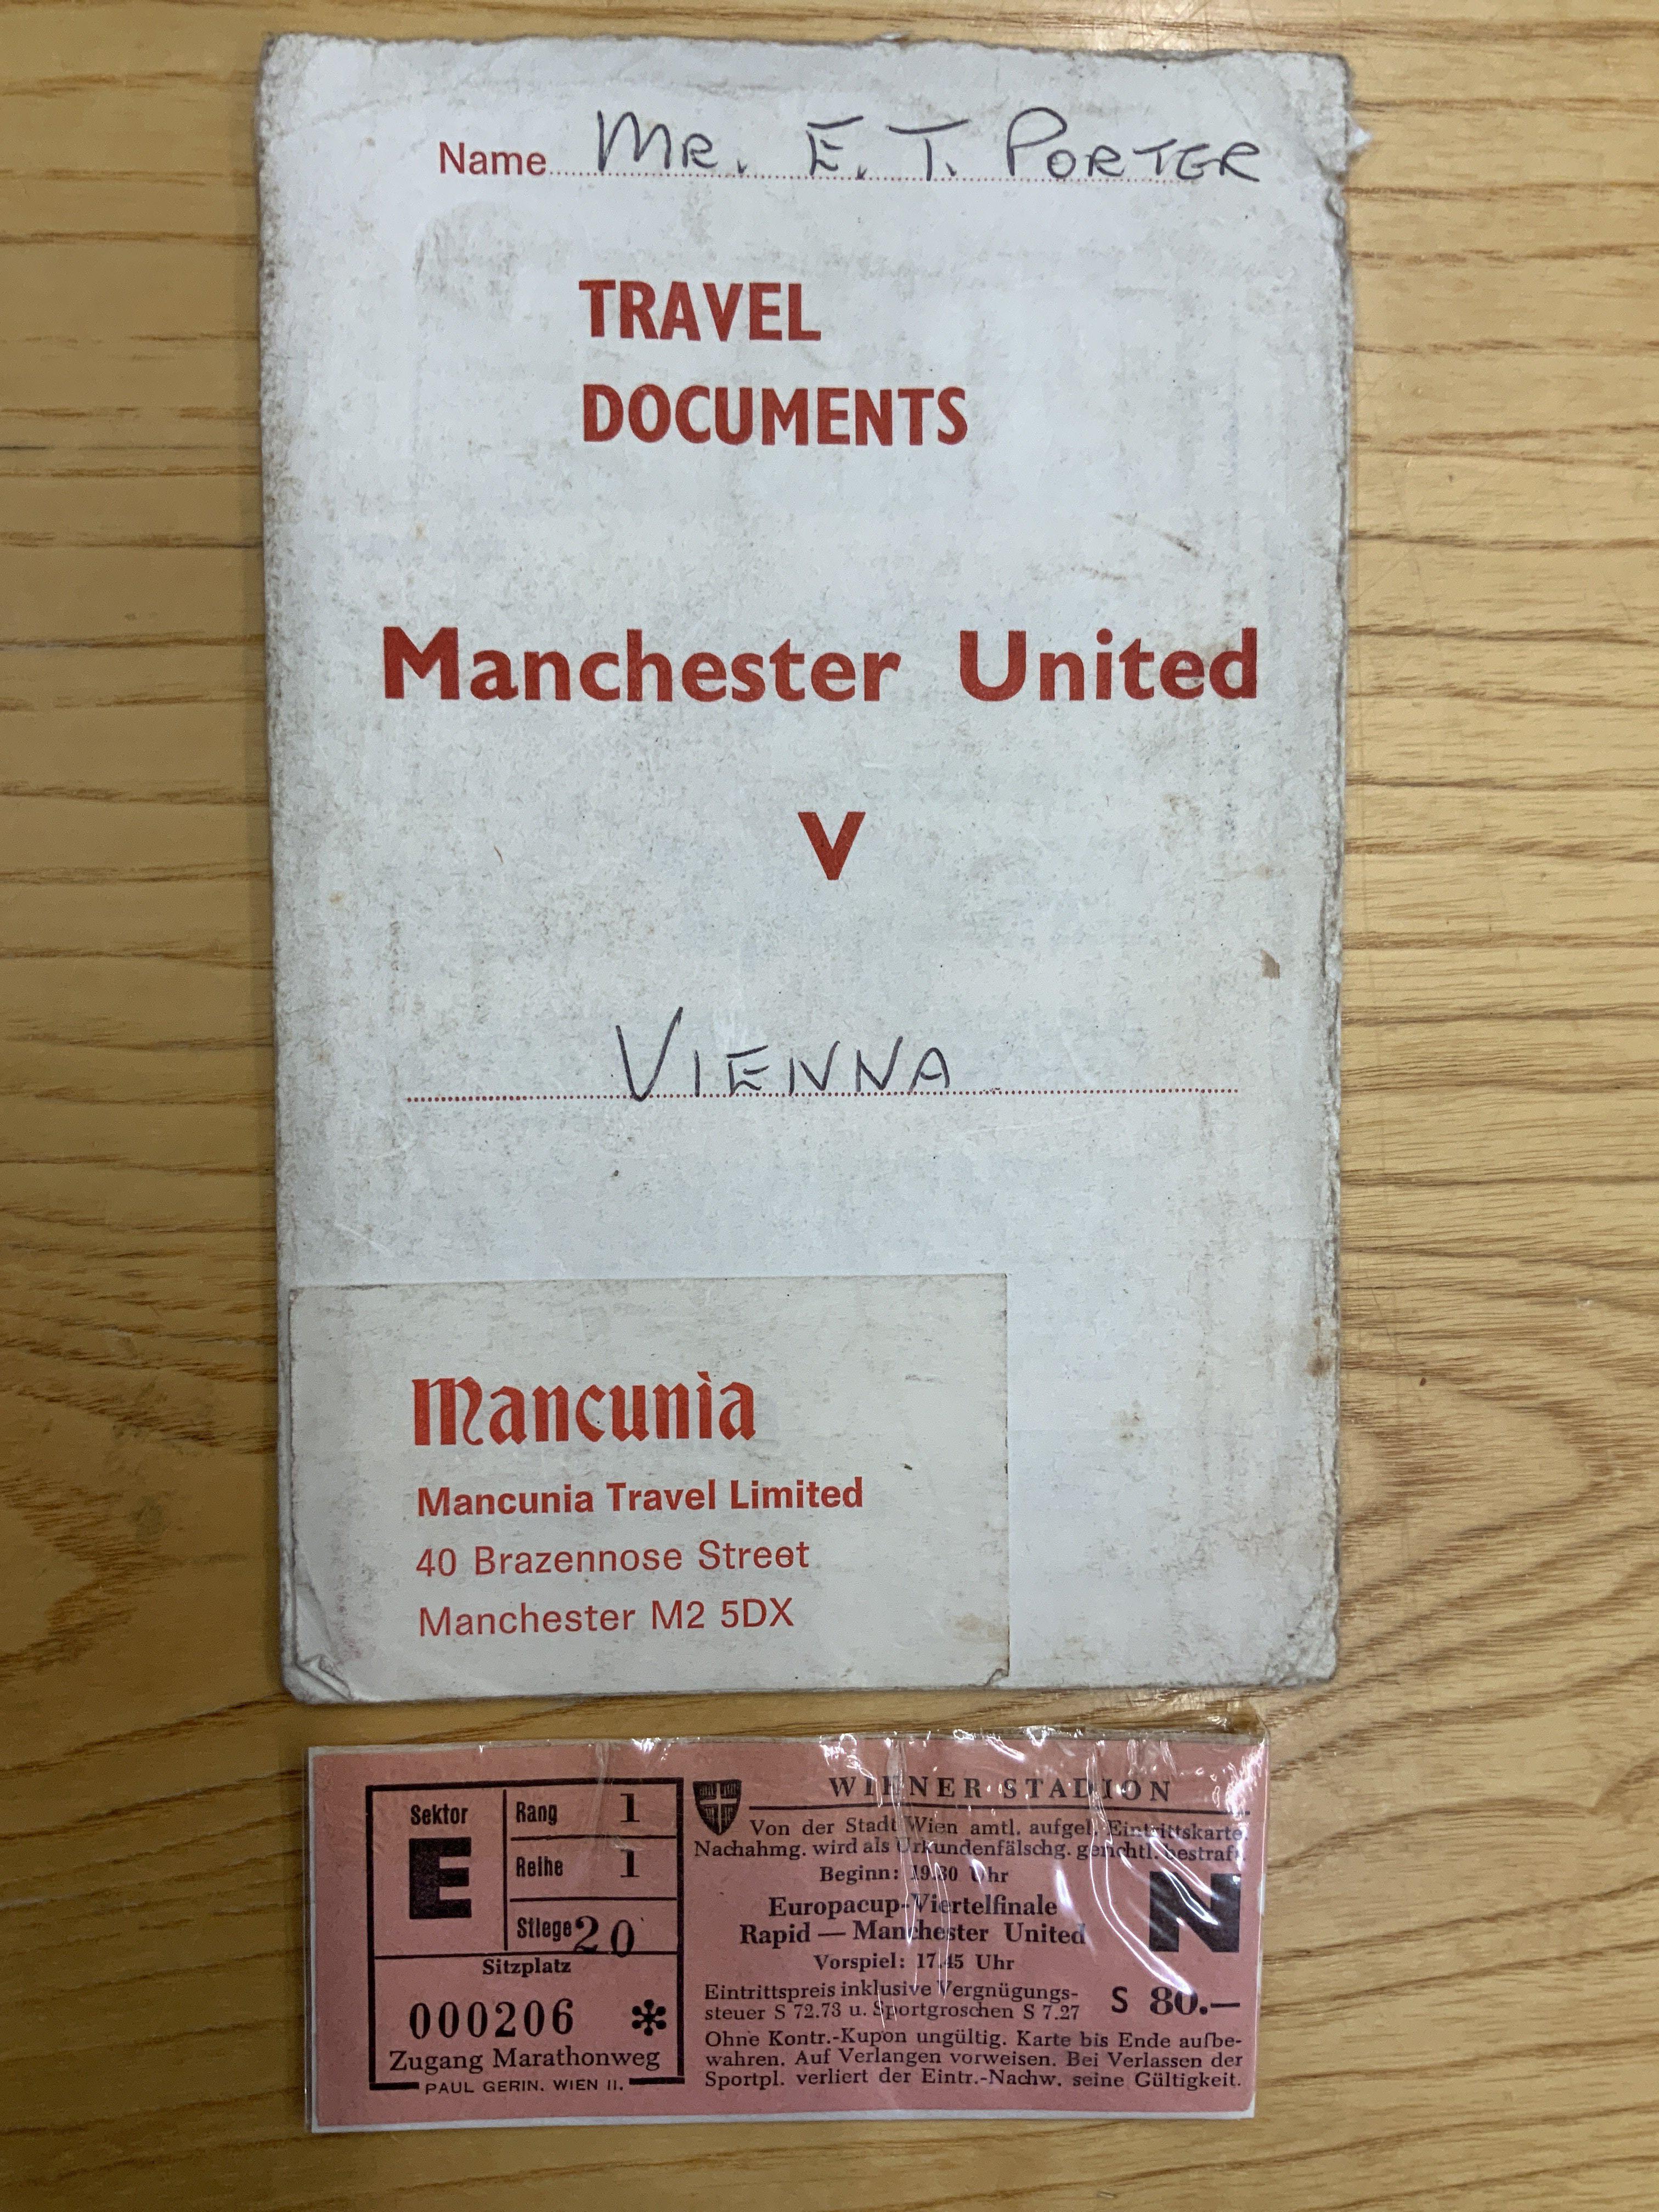 Name Mr. E. T. PORTER
TRAVEL
DOCUMENTS
Manchester United
V
VIENNA
Mancunia
Mancunia Travel Limited
40 Brazennose Street
Manchester M2 5DX
Sektor
E
Rang 1
Reihe 1
Stiege 20
Sitzplatz
000206 *
Zugang Marathonweg
PAUL GERIN. WIEN II.
WIENER STADION
Von der Stadt Wien amtl. aufgel. Eintrittskarte.
Nachahmg. wird als Urkundenfälschg. gerichtl. bestraft.
Beginn: 19.30 Uhr
Europacup-Viertelfinale
Rapid — Manchester United
Vorspiel: 17.45 Uhr
N
Eintrittspreis inklusive Vergnügungs-
steuer S 72.73 u. Sportgroschen S 7.27
S 80.—
Ohne Kontr.-Kupon ungültig. Karte bis Ende aufbe-
wahren. Auf Verlangen vorweisen. Bei Verlassen der
Sportpl. verliert der Eintr.-Nachw. seine Gültigkeit.